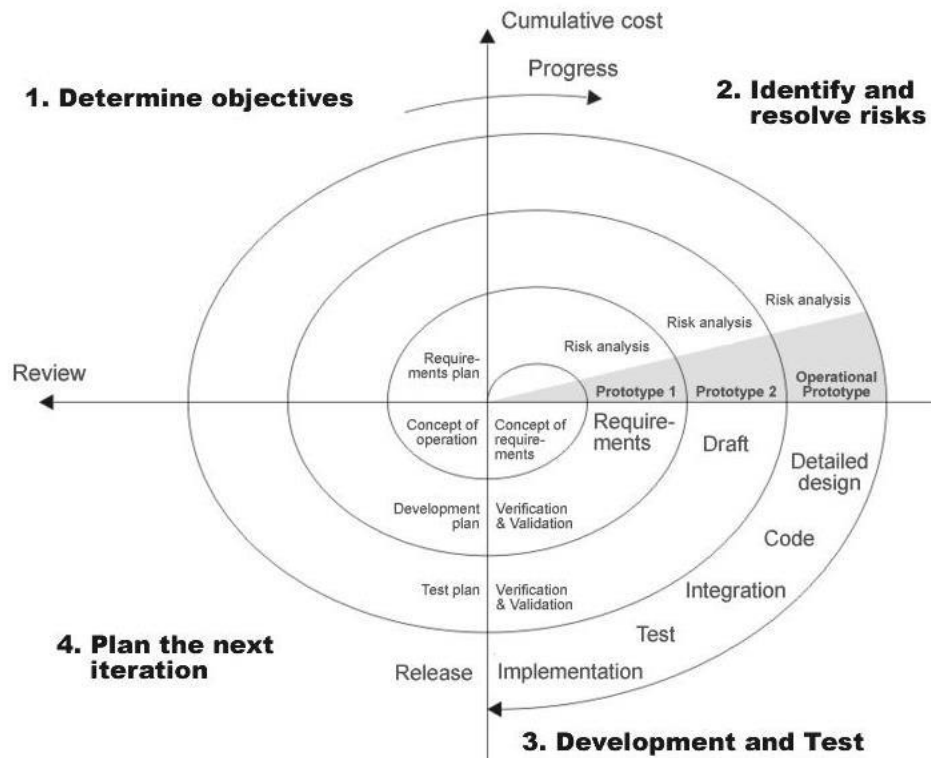 Cumulative cost
Progress
1. Determine objectives
2. Identify and
resolve risks
Risk analysis
Risk analysis
Risk analysis
Require-
ments plan
Review
Prototype 1
Prototype 2
Operational
Prototype
Concept of
operation
Concept of
require-
ments
Require-
ments
Draft
Detailed
design
Development
plan
Verification
& Validation
Code
Test plan
Verification
& Validation
Integration
Test
4. Plan the next
iteration
Release
Implementation
3. Development and Test